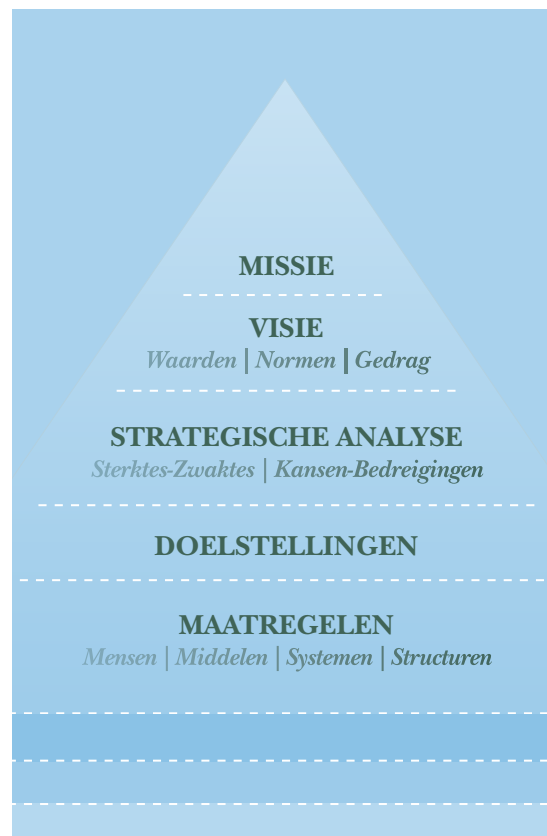 MISSIE
VISIE
Waarden | Normen | Gedrag
STRATEGISCHE ANALYSE
Sterktes-Zwaktes | Kansen-Bedreigingen
DOELSTELLINGEN
MAATREGELEN
Mensen | Middelen | Systemen | Structuren